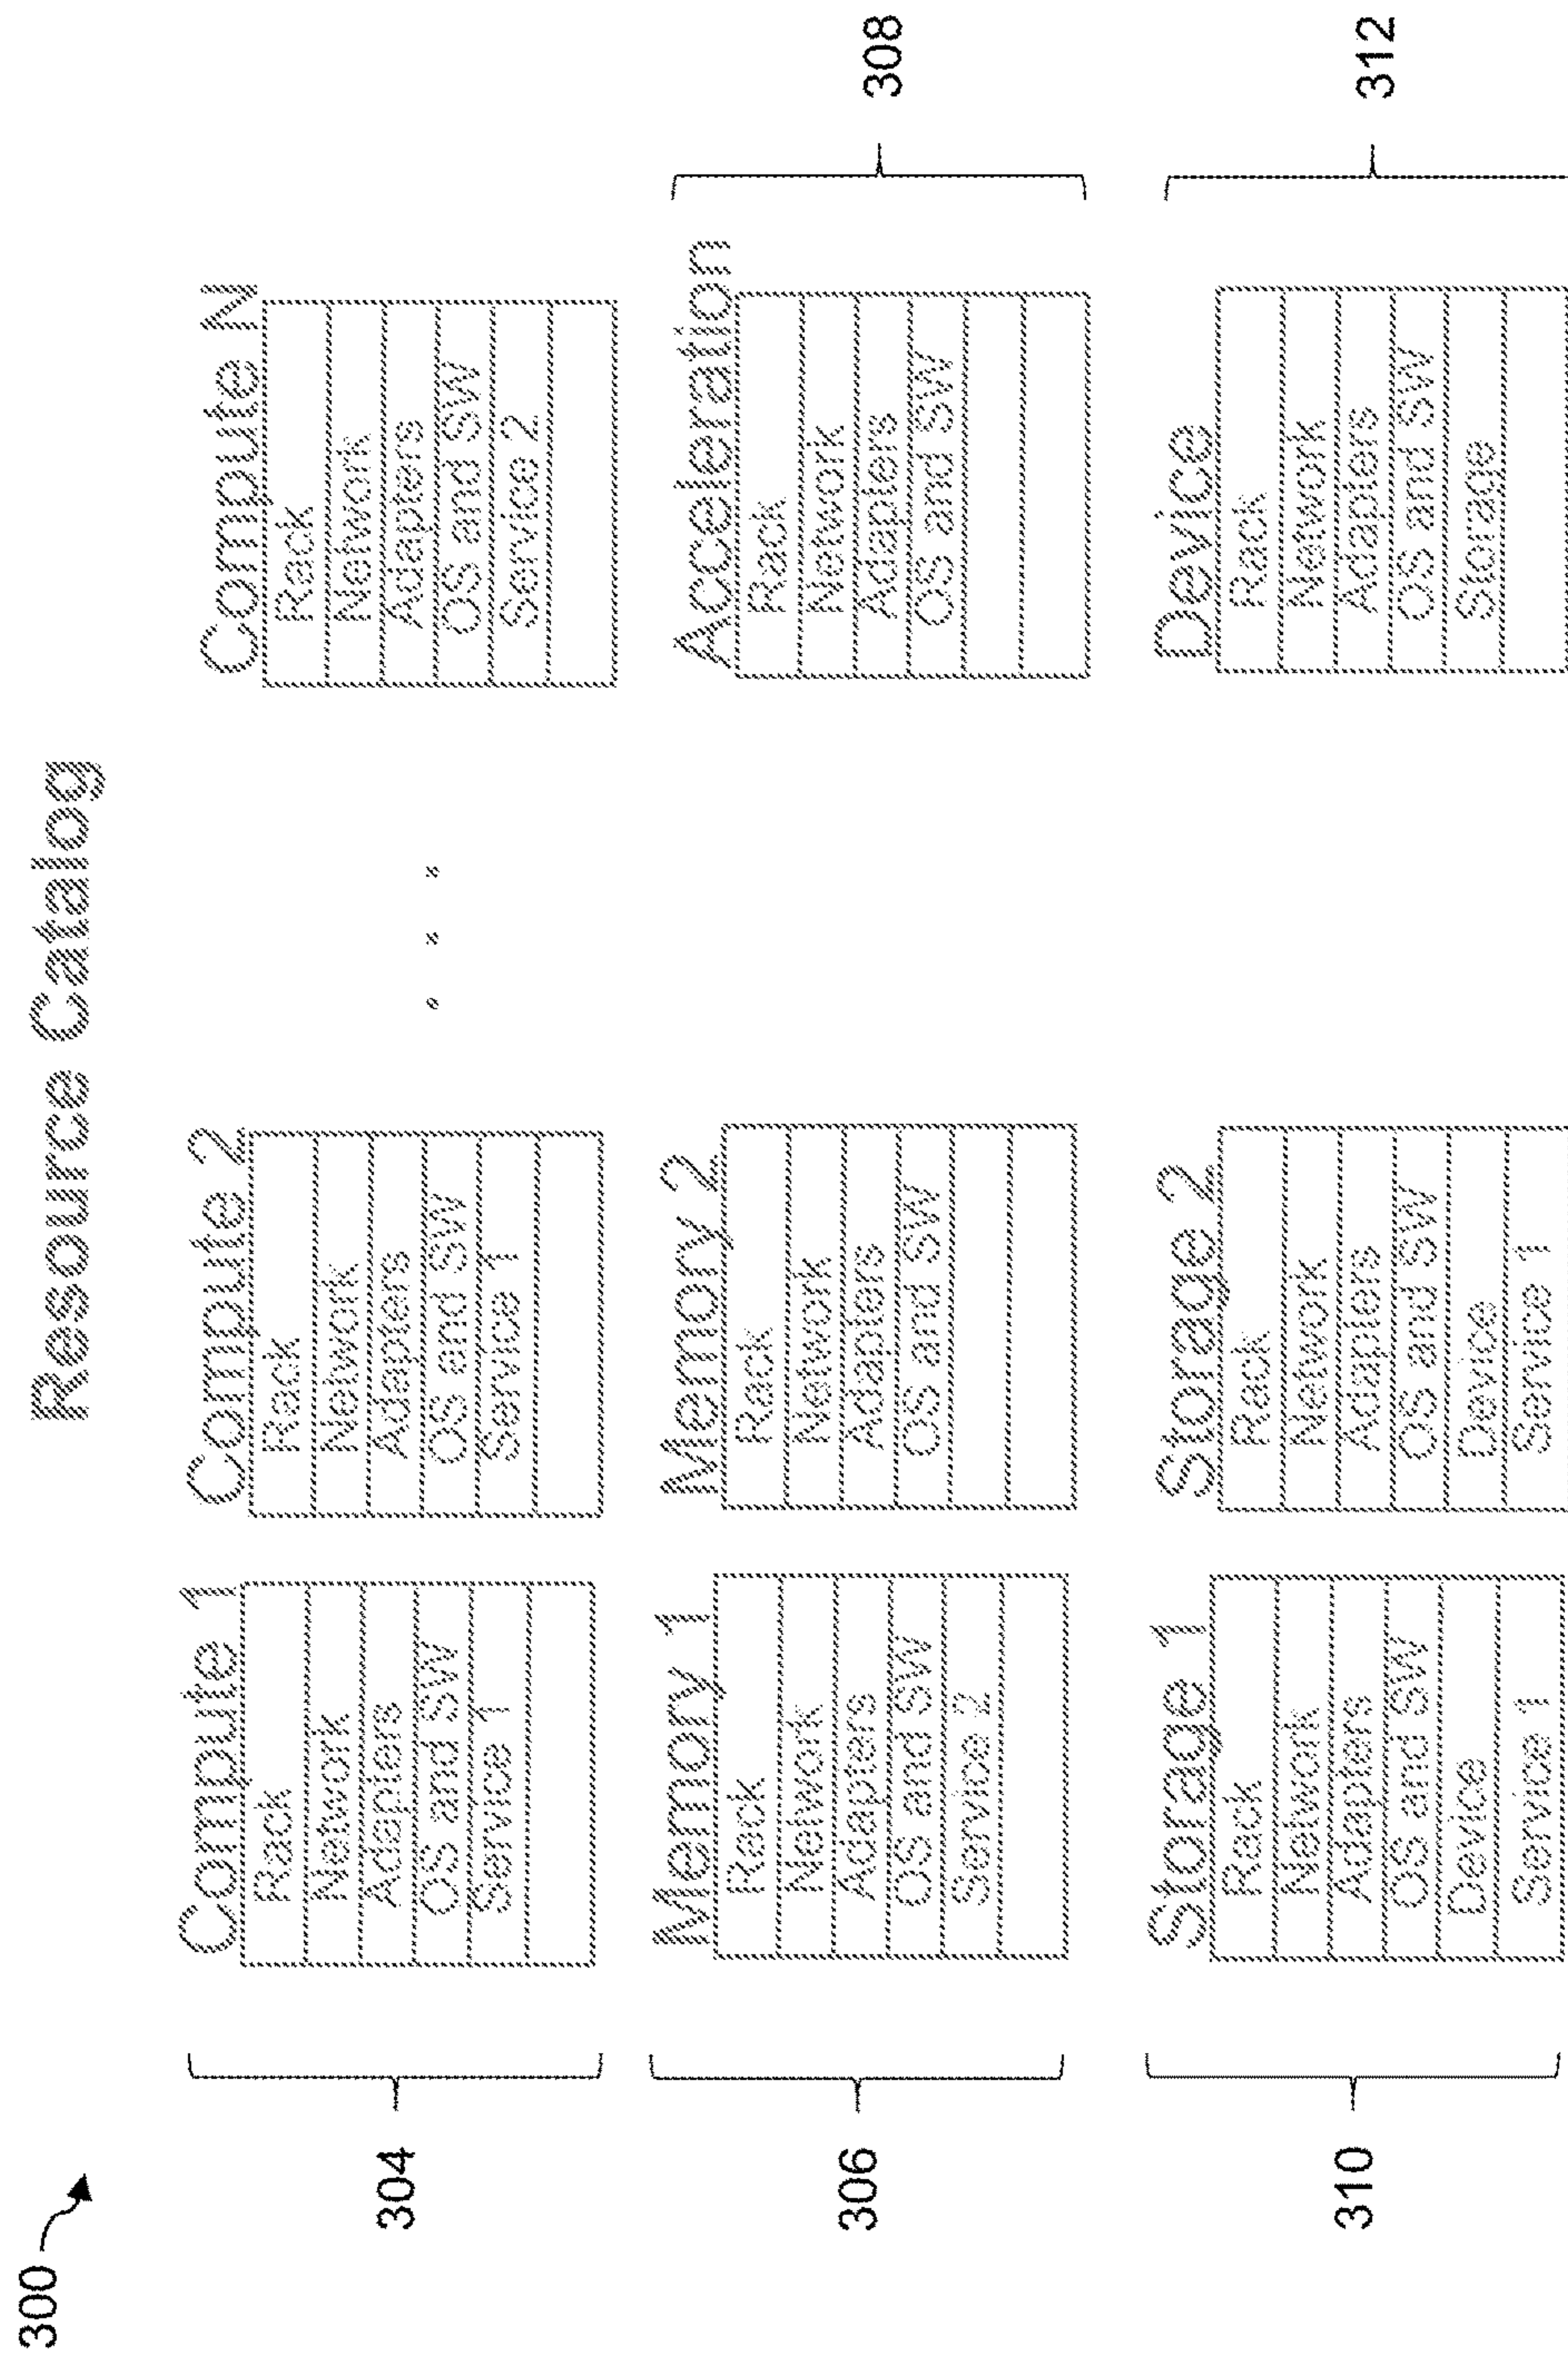 300
Resource Catalog
304
Compute 1
Rack
Network
Adapters
OS and SW
Service 1
Compute 2
Rack
Network
Adapters
OS and SW
Service 1
. . .
Compute N
Rack
Network
Adapters
OS and SW
Service 2
306
Memory 1
Rack
Network
Adapters
OS and SW
Service 2
Memory 2
Rack
Network
Adapters
OS and SW
Acceleration
Rack
Network
Adapters
OS and SW
308
310
Storage 1
Rack
Network
Adapters
OS and SW
Device
Service 1
Storage 2
Rack
Network
Adapters
OS and SW
Device
Service 1
Device
Rack
Network
Adapters
OS and SW
Storage
312